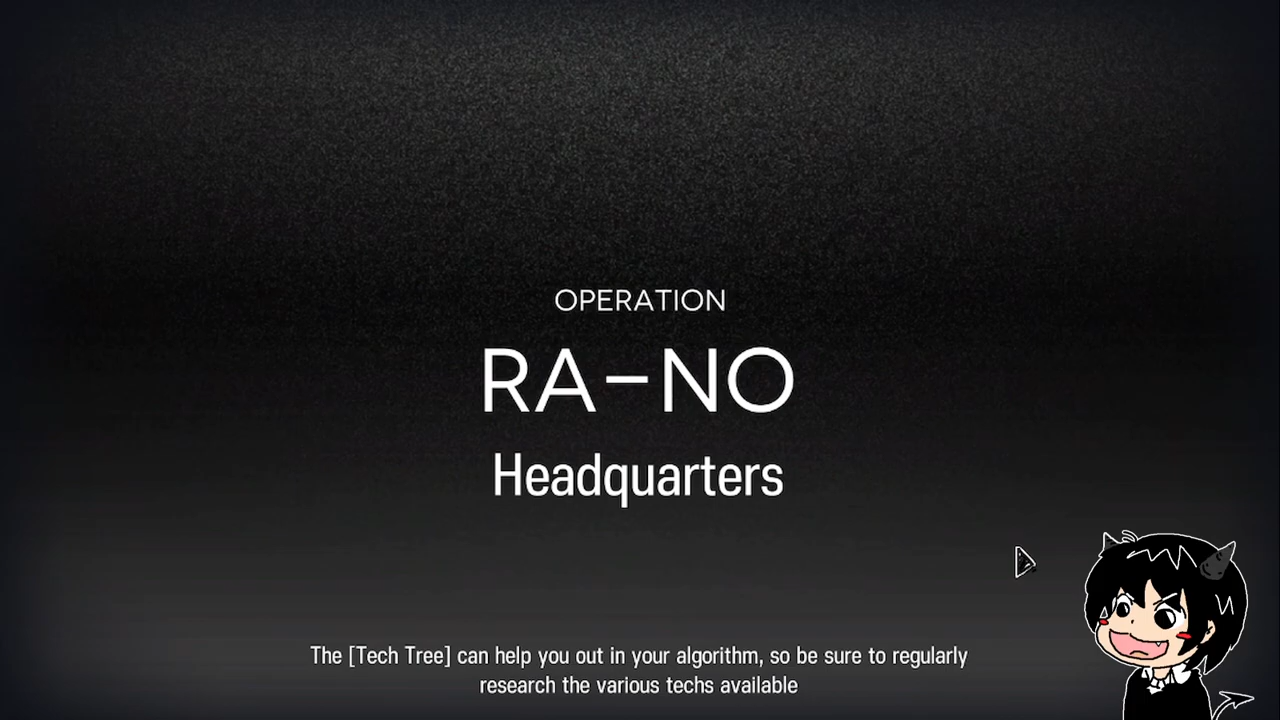 OPERATION
RA-NO
Headquarters
The [Tech Tree] can help you out in your algorithm, so be sure to regularly
research the various techs available